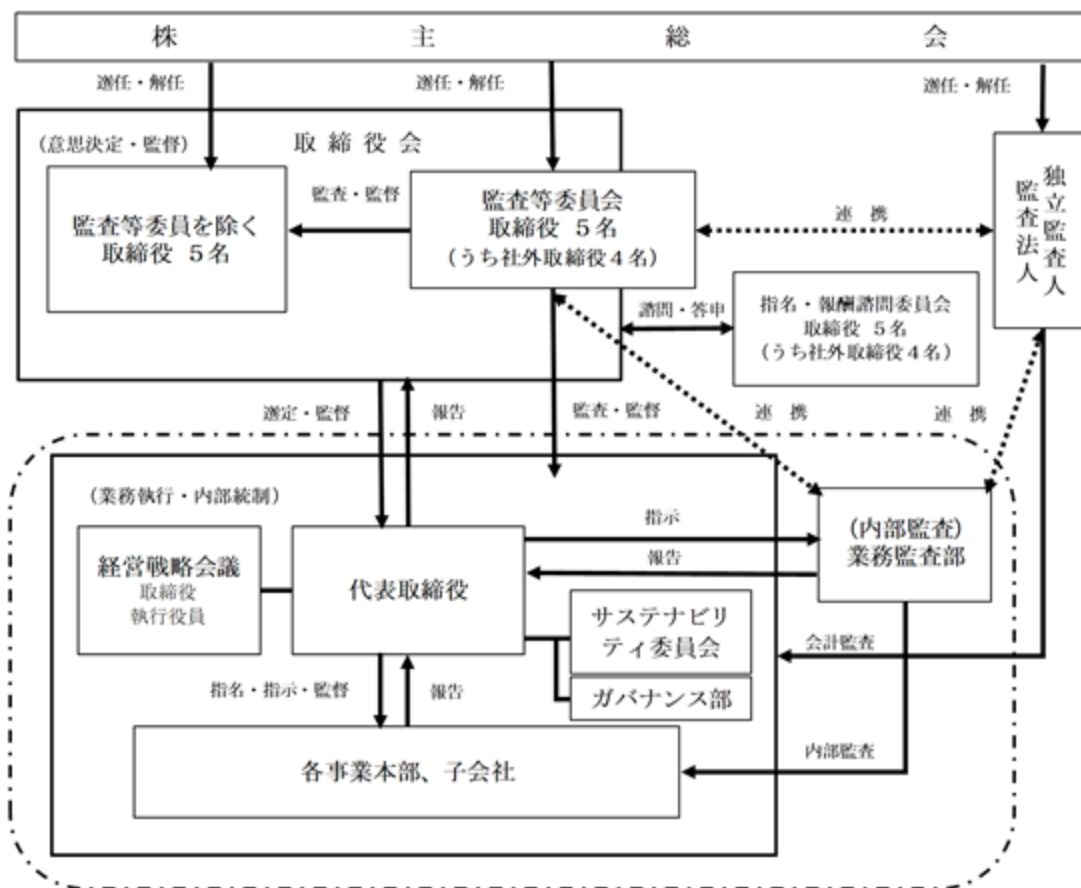 株主総会
選任・解任
選任・解任
選任・解任
(意思決定・監督)
取締役会
監査等委員を除く
取締役 5名
監査・監督
監査等委員会
取締役 5名
(うち社外取締役4名)
連 携
独立監査人
監査法人
諮問・答申
指名・報酬諮問委員会
取締役 5名
(うち社外取締役4名)
選定・監督
報告
監査・監督
連 携
連 携
(業務執行・内部統制)
経営戦略会議
取締役
執行役員
代表取締役
指示
報告
(内部監査)
業務監査部
サステナビリ
ティ委員会
ガバナンス部
会計監査
指名・指示・監督
報告
各事業本部、子会社
内部監査